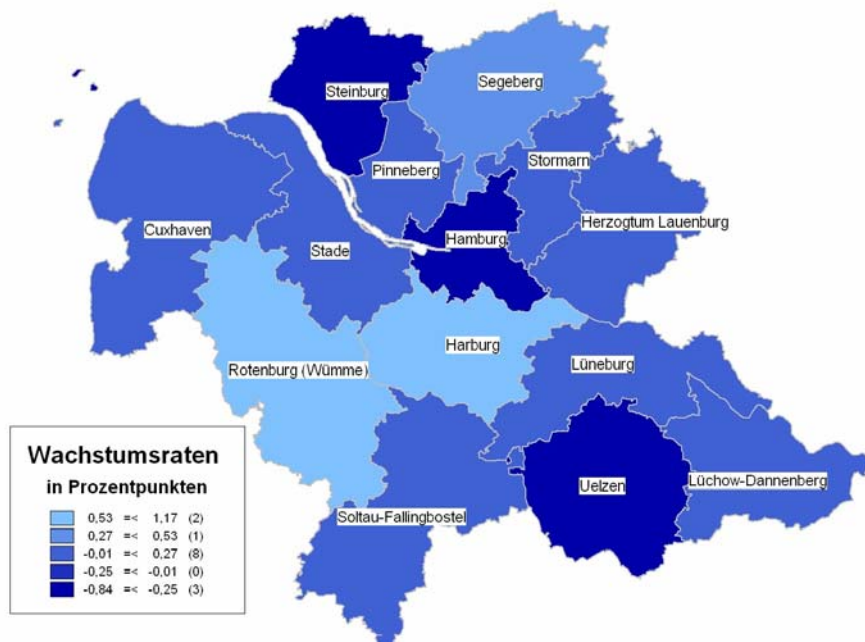 Steinburg
Segeberg
Pinneberg
Stormarn
Herzogtum Lauenburg
Cuxhaven
Stade
Hamburg
Harburg
Rotenburg (Wümme)
Lüneburg
Uelzen
Lüchow-Dannenberg
Soltau-Fallingbostel
Wachstumsraten
in Prozentpunkten
0,53 =< 1,17 (2)
0,27 =< 0,53 (1)
-0,01 =< 0,27 (8)
-0,25 =< -0,01 (0)
-0,84 =< -0,25 (3)